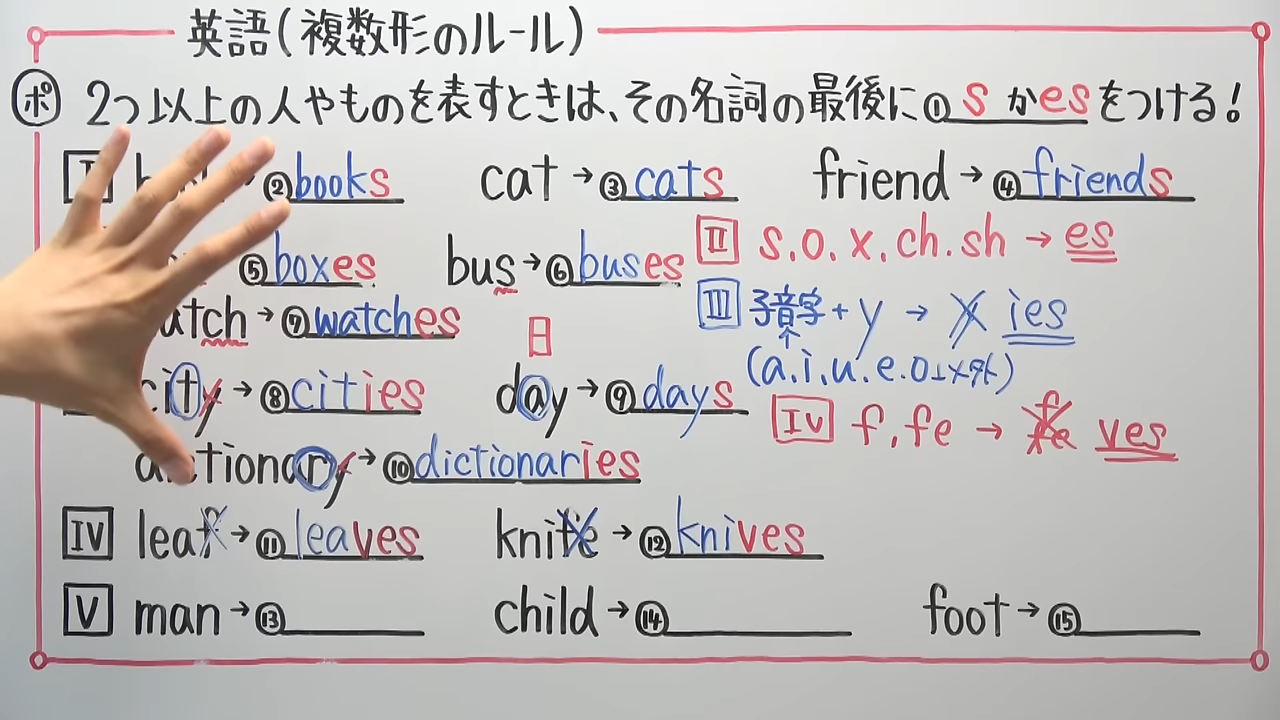 英語(複数形のルール)
ポ 2つ以上の人やものを表すときは、その名詞の最後に① s か es をつける!
② books cat → ③ cats friend → ④ friends
⑤ boxes bus → ⑥ buses II s.o.x.ch.sh → es
atch → ⑦ watches 日 III 子音字 + y → y ies
(a.i.u.e.o以外)
city → ⑧ cities day → ⑨ days IV f.fe → f fe ves
dictionary → ⑩ dictionaries
IV leaf → ⑪ leaves knife → ⑫ knives
V man → ⑬ child → ⑭ foot → ⑮